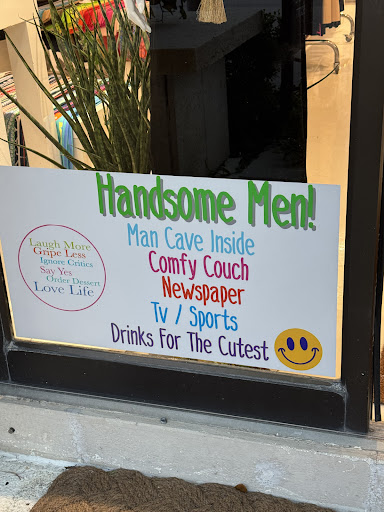 Handsome Men!
Man Cave Inside
Comfy Couch
Newspaper
Tv / Sports
Drinks For The Cutest
Laugh More
Gripe Less
Ignore Critics
Say Yes
Order Dessert
Love Life